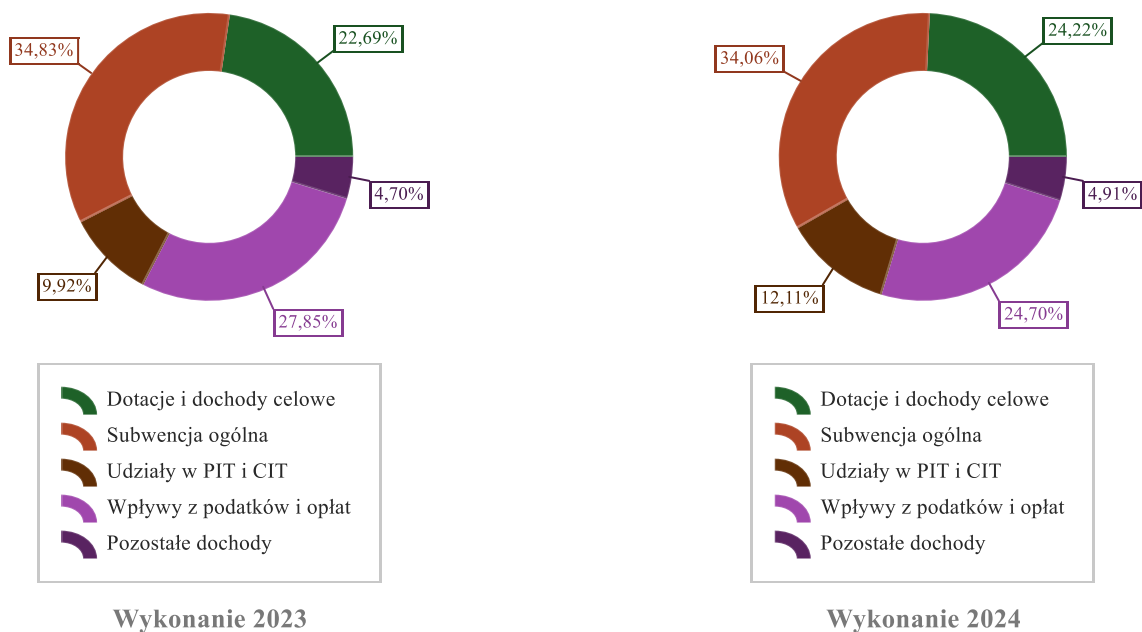 34,83%
22,69%
4,70%
9,92%
27,85%
Dotacje i dochody celowe
Subwencja ogólna
Udziały w PIT i CIT
Wpływy z podatków i opłat
Pozostałe dochody
Wykonanie 2023
34,06%
24,22%
4,91%
12,11%
24,70%
Dotacje i dochody celowe
Subwencja ogólna
Udziały w PIT i CIT
Wpływy z podatków i opłat
Pozostałe dochody
Wykonanie 2024